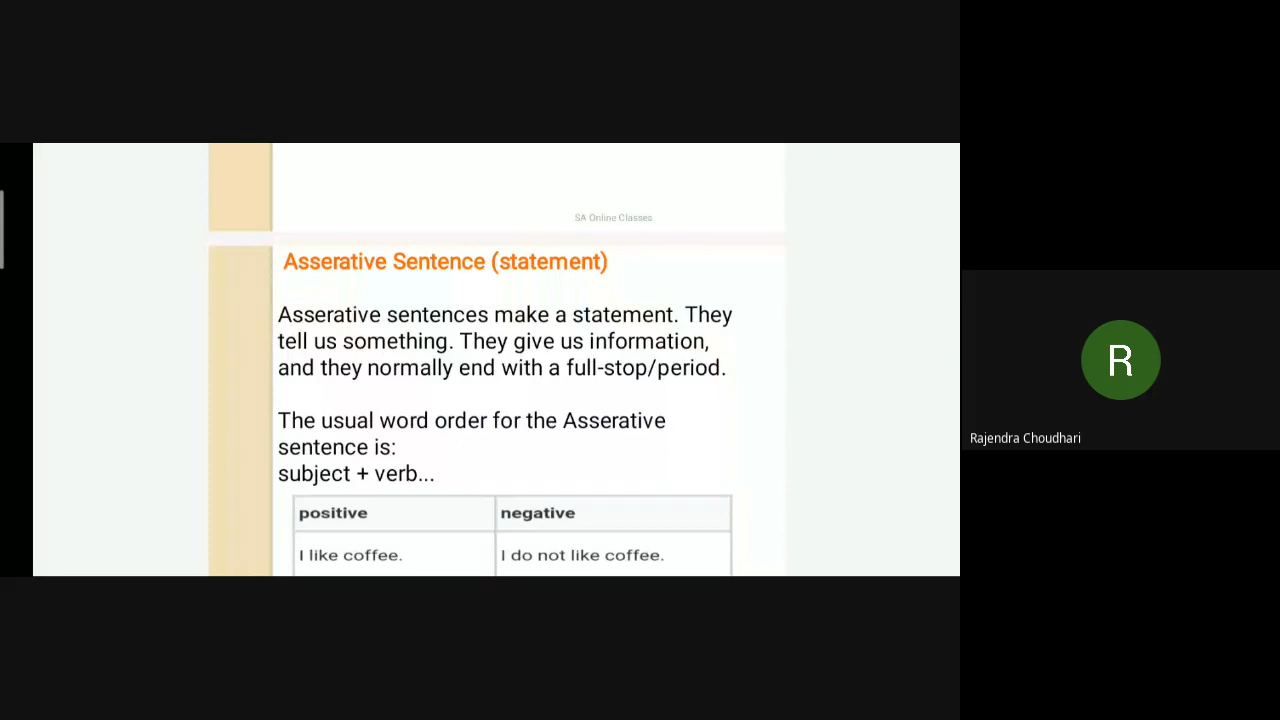 SA Online Classes
Asserative Sentence (statement)
Asserative sentences make a statement. They
tell us something. They give us information,
and they normally end with a full-stop/period.
The usual word order for the Asserative
sentence is:
subject + verb...
positive negative
I like coffee. I do not like coffee.
R
Rajendra Choudhari